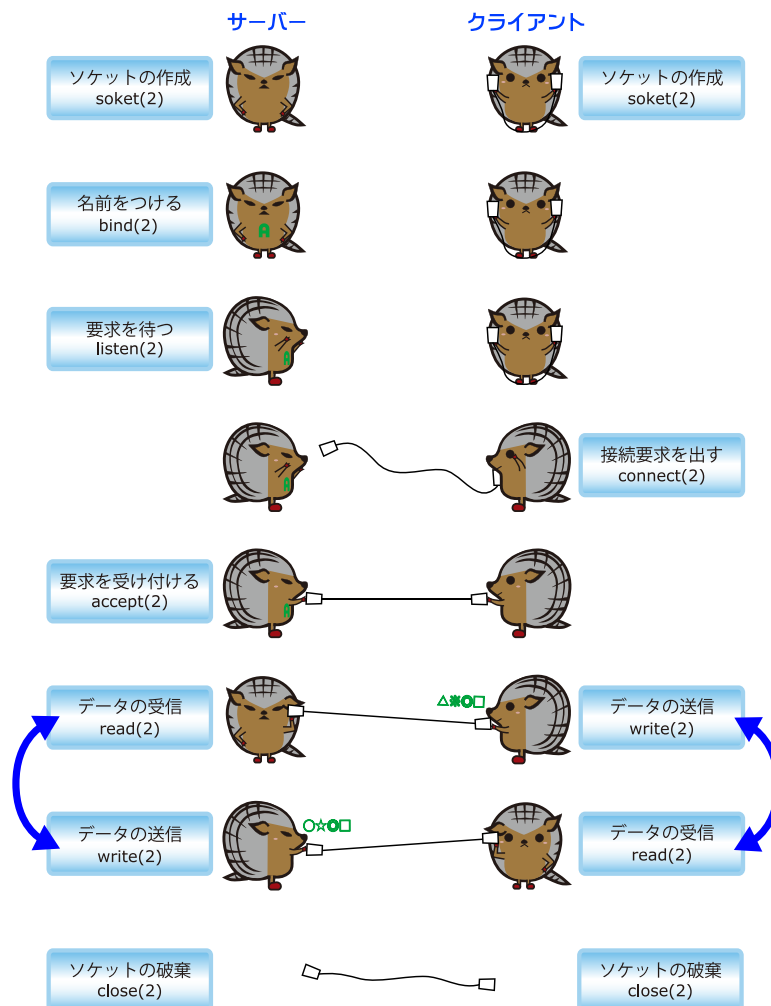 サーバー
クライアント
ソケットの作成
soket(2)
ソケットの作成
soket(2)
名前をつける
bind(2)
A
要求を待つ
listen(2)
A
A
接続要求を出す
connect(2)
要求を受け付ける
accept(2)
A
データの受信
read(2)
△※◎□
データの送信
write(2)
データの送信
write(2)
○☆◎□
データの受信
read(2)
ソケットの破棄
close(2)
ソケットの破棄
close(2)